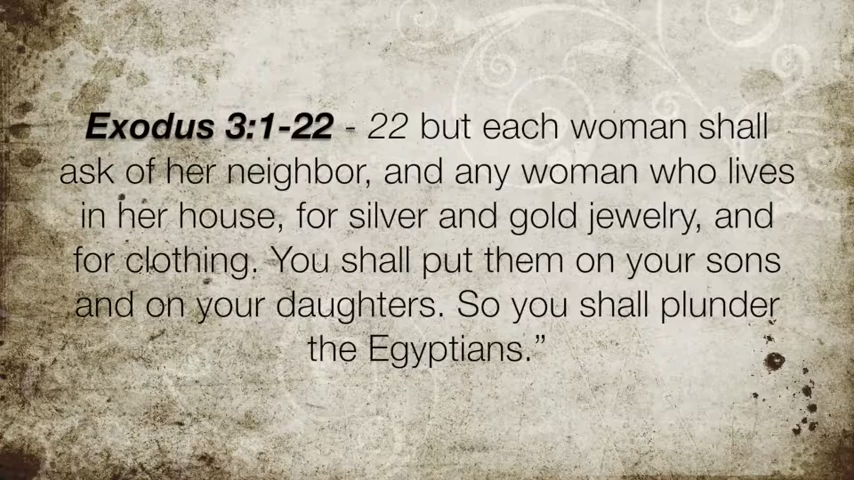 Exodus 3:1-22 - 22 but each woman shall
ask of her neighbor, and any woman who lives
in her house, for silver and gold jewelry, and
for clothing. You shall put them on your sons
and on your daughters. So you shall plunder
the Egyptians.”